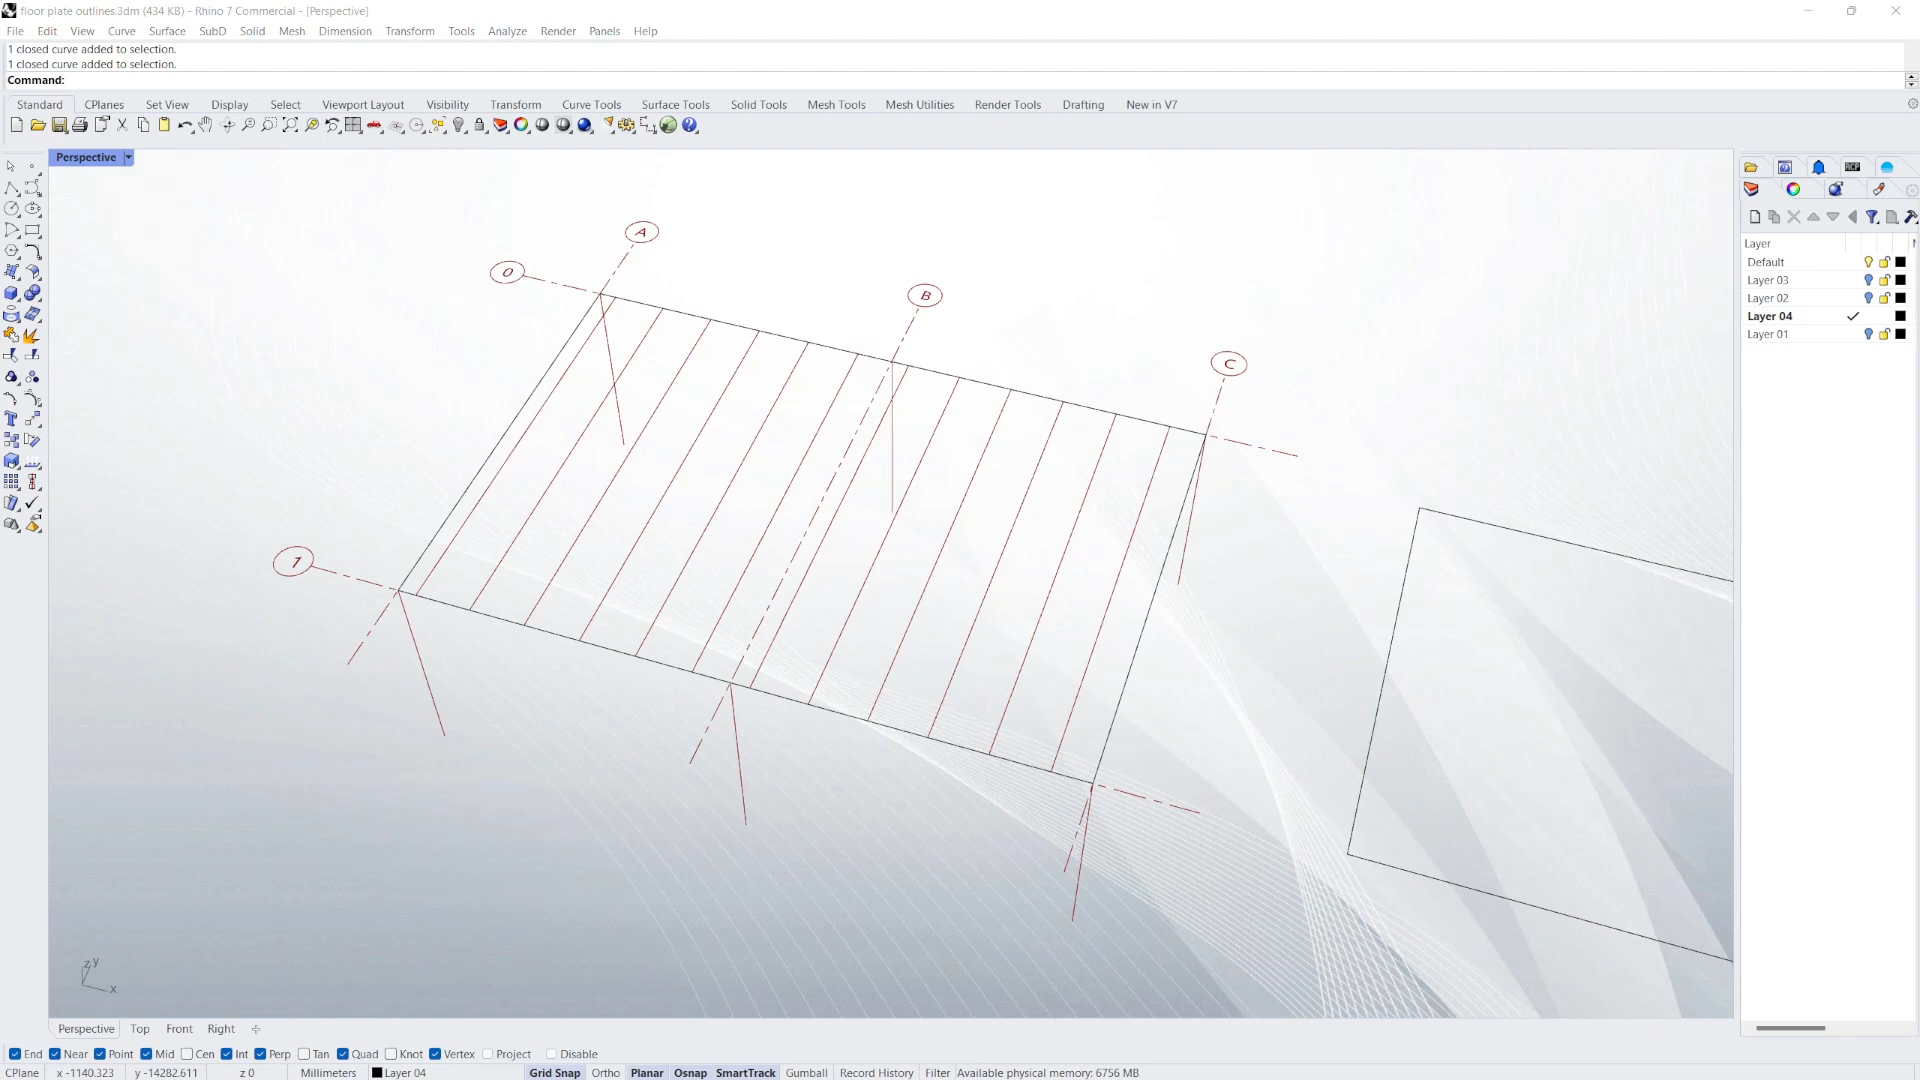 floor plate outlines.3dm (434 KB) - Rhino 7 Commercial - [Perspective]
File Edit View Curve Surface SubD Solid Mesh Dimension Transform Tools Analyze Render Panels Help
1 closed curve added to selection.
1 closed curve added to selection.
Command:
Standard CPlanes Set View Display Select Viewport Layout Visibility Transform Curve Tools Surface Tools Solid Tools Mesh Tools Mesh Utilities Render Tools Drafting New in V7
Perspective
A
0
B
C
1
Layer
Default
Layer 03
Layer 02
Layer 04
Layer 01
z y
x
Perspective Top Front Right
End Near Point Mid Cen Int Perp Tan Quad Knot Vertex Project Disable
CPlane x -1140.323 y -14282.611 z 0 Millimeters Layer 04 Grid Snap Ortho Planar Osnap SmartTrack Gumball Record History Filter Available physical memory: 6756 MB